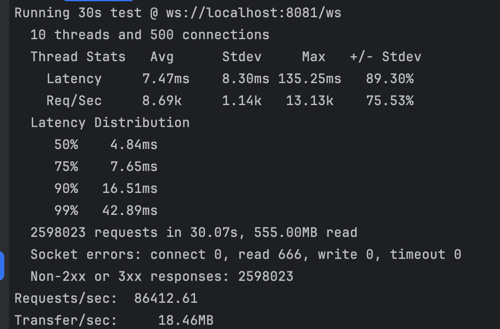 Running 30s test @ ws://localhost:8081/ws
10 threads and 500 connections
Thread Stats   Avg      Stdev     Max   +/- Stdev
Latency     7.47ms    8.30ms 135.25ms   89.30%
Req/Sec     8.69k     1.14k   13.13k    75.53%
Latency Distribution
50%    4.84ms
75%    7.65ms
90%   16.51ms
99%   42.89ms
2598023 requests in 30.07s, 555.00MB read
Socket errors: connect 0, read 666, write 0, timeout 0
Non-2xx or 3xx responses: 2598023
Requests/sec:  86412.61
Transfer/sec:     18.46MB